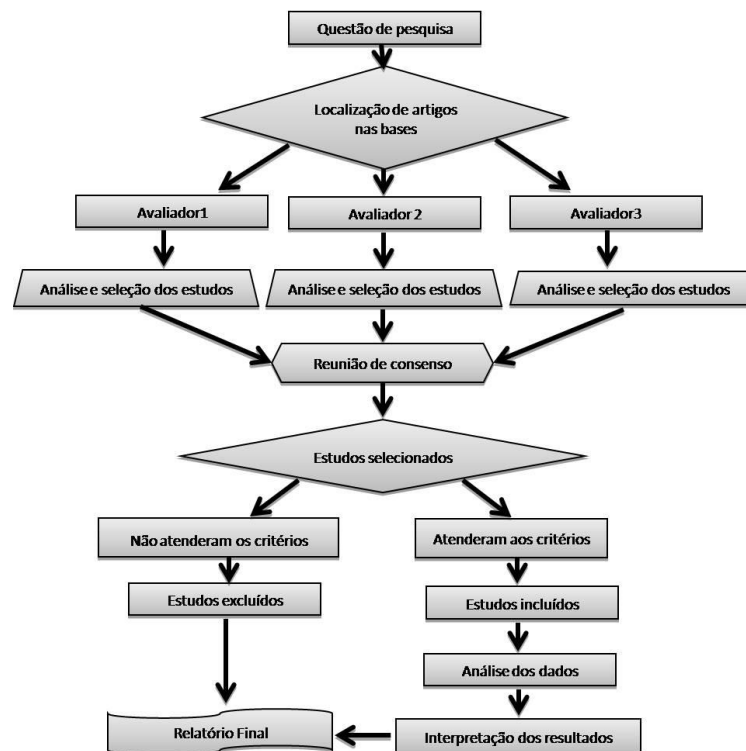 Questão de pesquisa
Localização de artigos
nas bases
Avaliador1
Avaliador 2
Avaliador3
Análise e seleção dos estudos
Análise e seleção dos estudos
Análise e seleção dos estudos
Reunião de consenso
Estudos selecionados
Não atenderam os critérios
Atenderam aos critérios
Estudos excluídos
Estudos incluídos
Análise dos dados
Relatório Final
Interpretação dos resultados